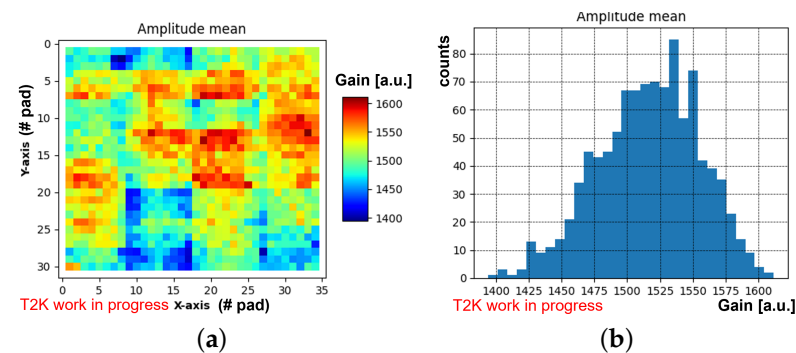 Amplitude mean
Gain [a.u.]
Y-axis (# pad)
0
5
10
15
20
25
30
0 5 10 15 20 25 30 35
1600
1550
1500
1450
1400
T2K work in progress X-axis (# pad)
(a)
Amplitude mean
counts
80
70
60
50
40
30
20
10
0
1400 1425 1450 1475 1500 1525 1550 1575 1600
T2K work in progress Gain [a.u.]
(b)